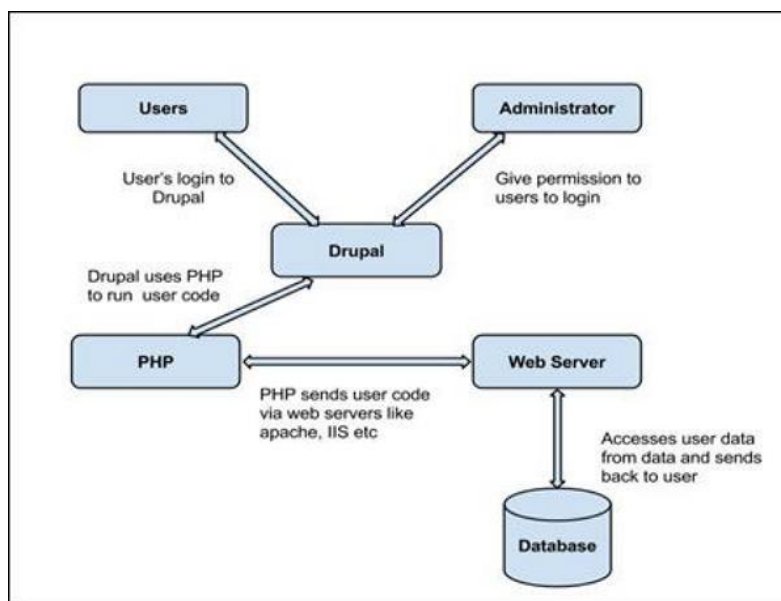 Users
Administrator
User's login to
Drupal
Give permission to
users to login
Drupal
Drupal uses PHP
to run user code
PHP
Web Server
PHP sends user code
via web servers like
apache, IIS etc
Accesses user data
from data and sends
back to user
Database